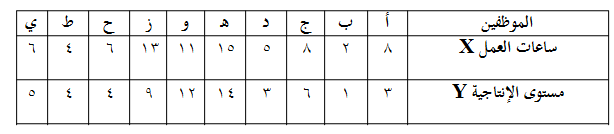 الموظفين أ ب ج د هـ و ز ح ط ي
ساعات العمل X ٨ ٢ ٨ ٥ ١٥ ١١ ١٣ ٦ ٤ ٦
مستوى الإنتاجية Y ٣ ١ ٦ ٣ ١٤ ١٢ ٩ ٤ ٤ ٥